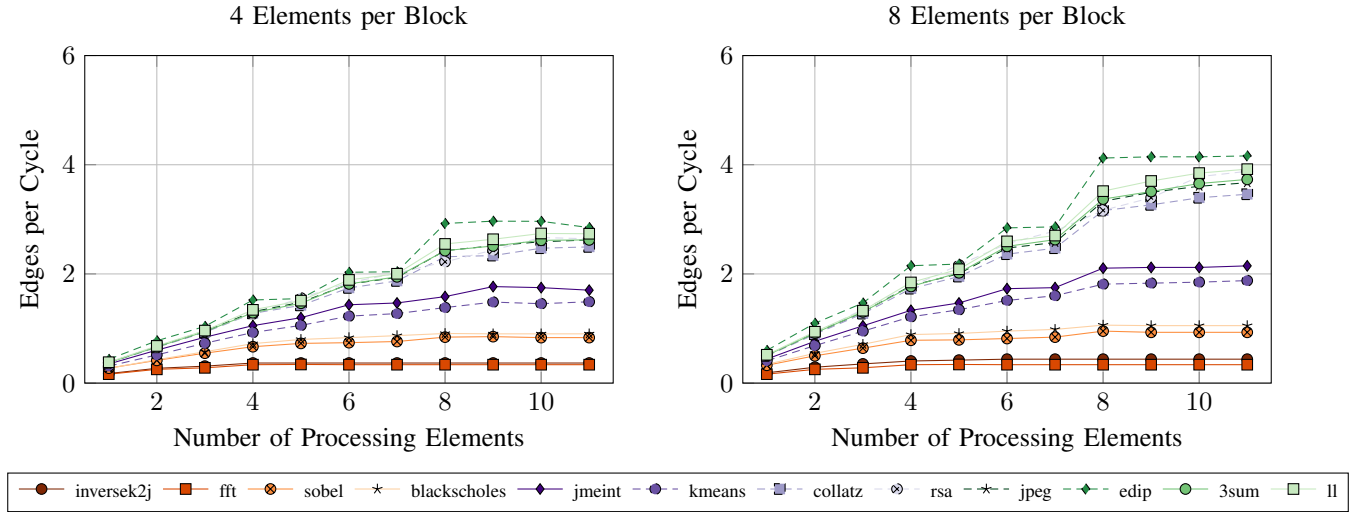 4 Elements per Block
6
4
2
0
2 4 6 8 10
Edges per Cycle
Number of Processing Elements
8 Elements per Block
6
4
2
0
2 4 6 8 10
Edges per Cycle
Number of Processing Elements
inversek2j fft sobel blackscholes jmeint kmeans collatz rsa jpeg edip 3sum ll